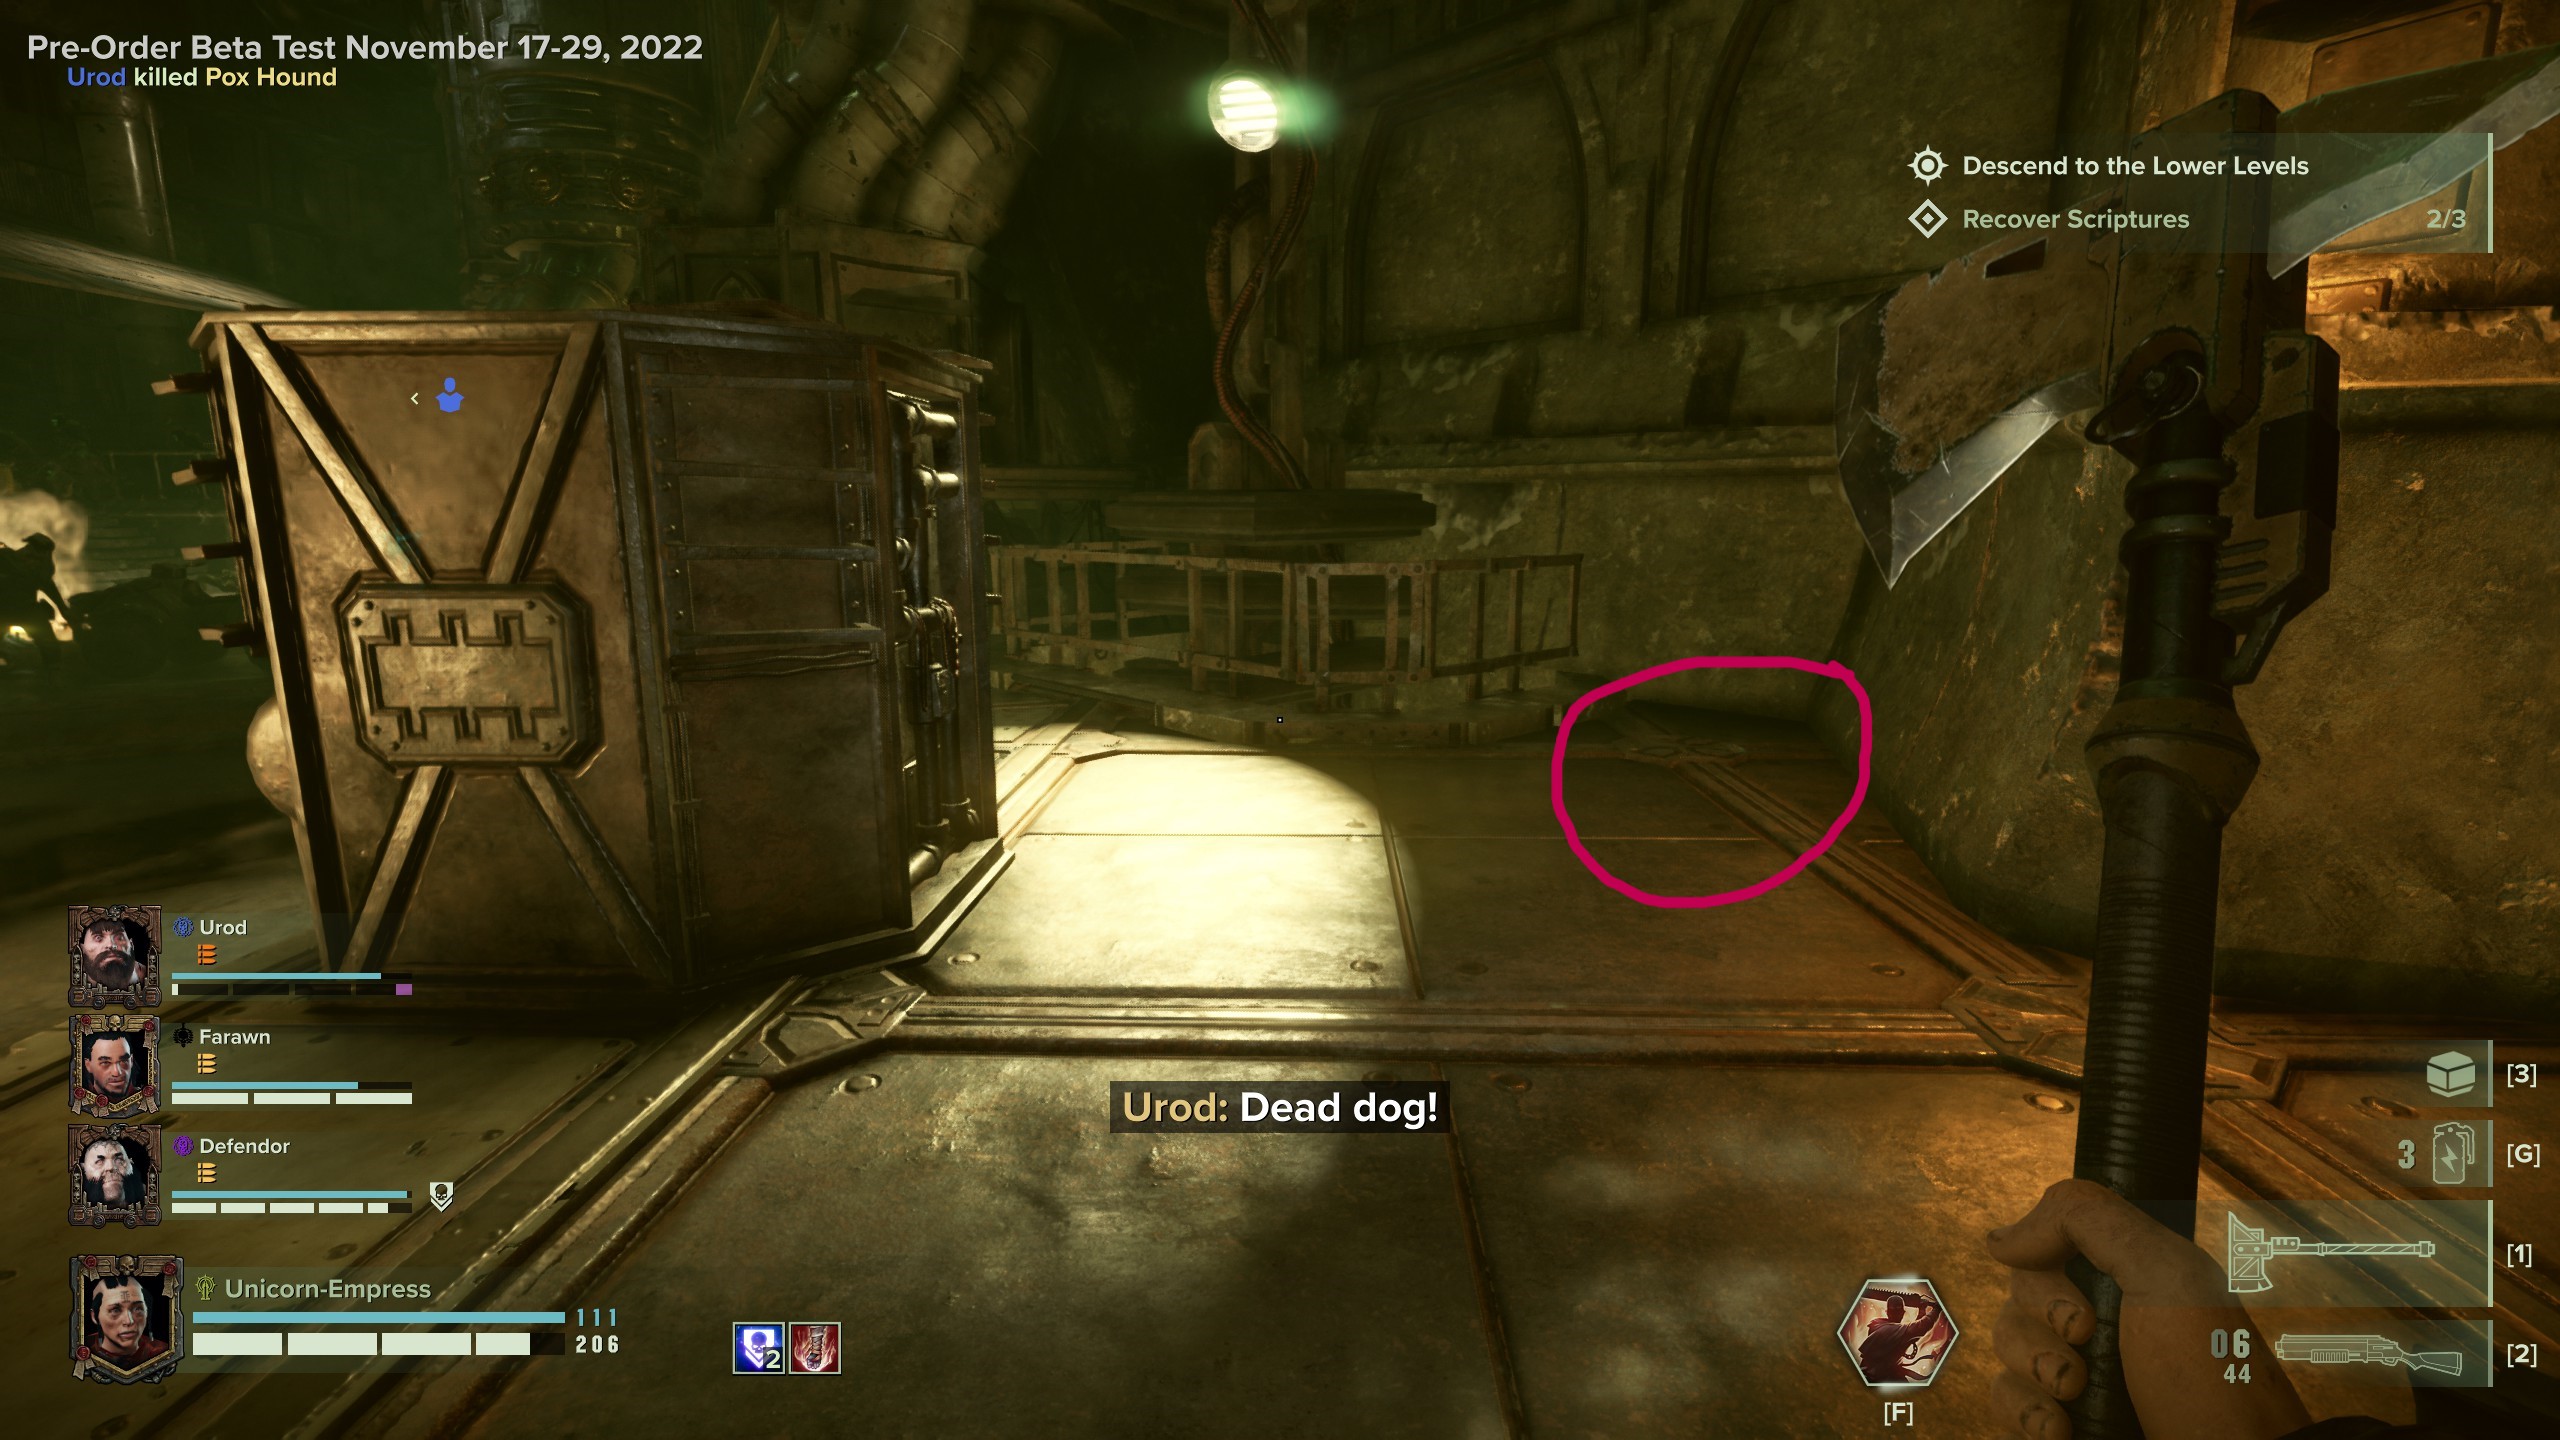 Pre-Order Beta Test November 17-29, 2022
Urod killed Pox Hound
Descend to the Lower Levels
Recover Scriptures 2/3
Urod
Farawn
Defendor
Unicorn-Empress
111
206
2
Urod: Dead dog!
[F]
[3]
3 [G]
[1]
06
44
[2]